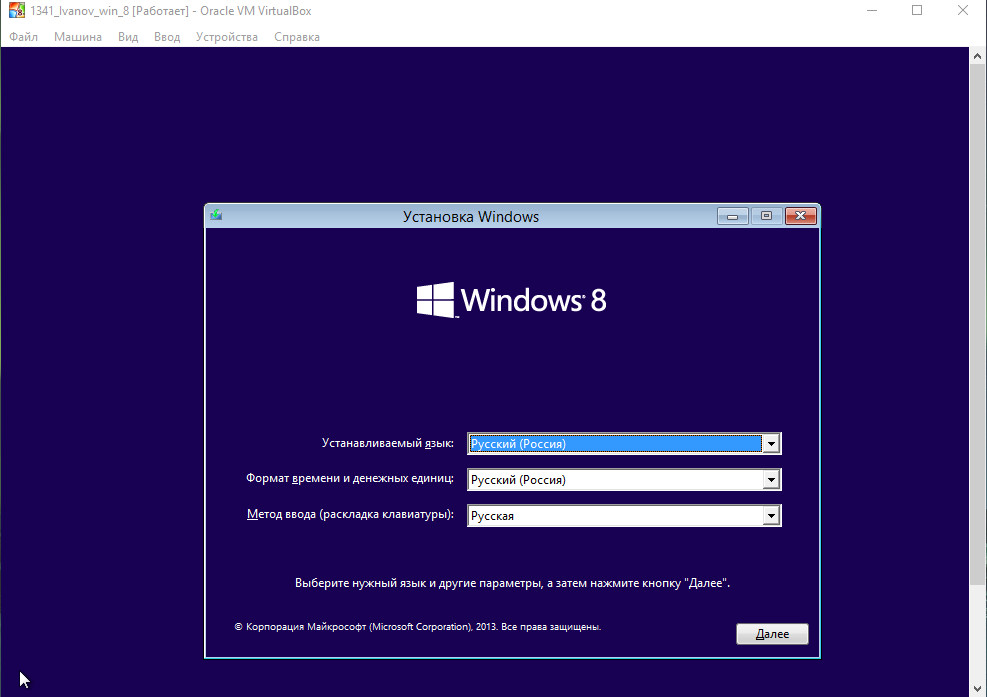 1341_Ivanov_win_8 [Работает] - Oracle VM VirtualBox
Файл Машина Вид Ввод Устройства Справка
Установка Windows
Windows 8
Устанавливаемый язык: Русский (Россия)
Формат времени и денежных единиц: Русский (Россия)
Метод ввода (раскладка клавиатуры): Русская
Выберите нужный язык и другие параметры, а затем нажмите кнопку "Далее".
© Корпорация Майкрософт (Microsoft Corporation), 2013. Все права защищены.
Далее